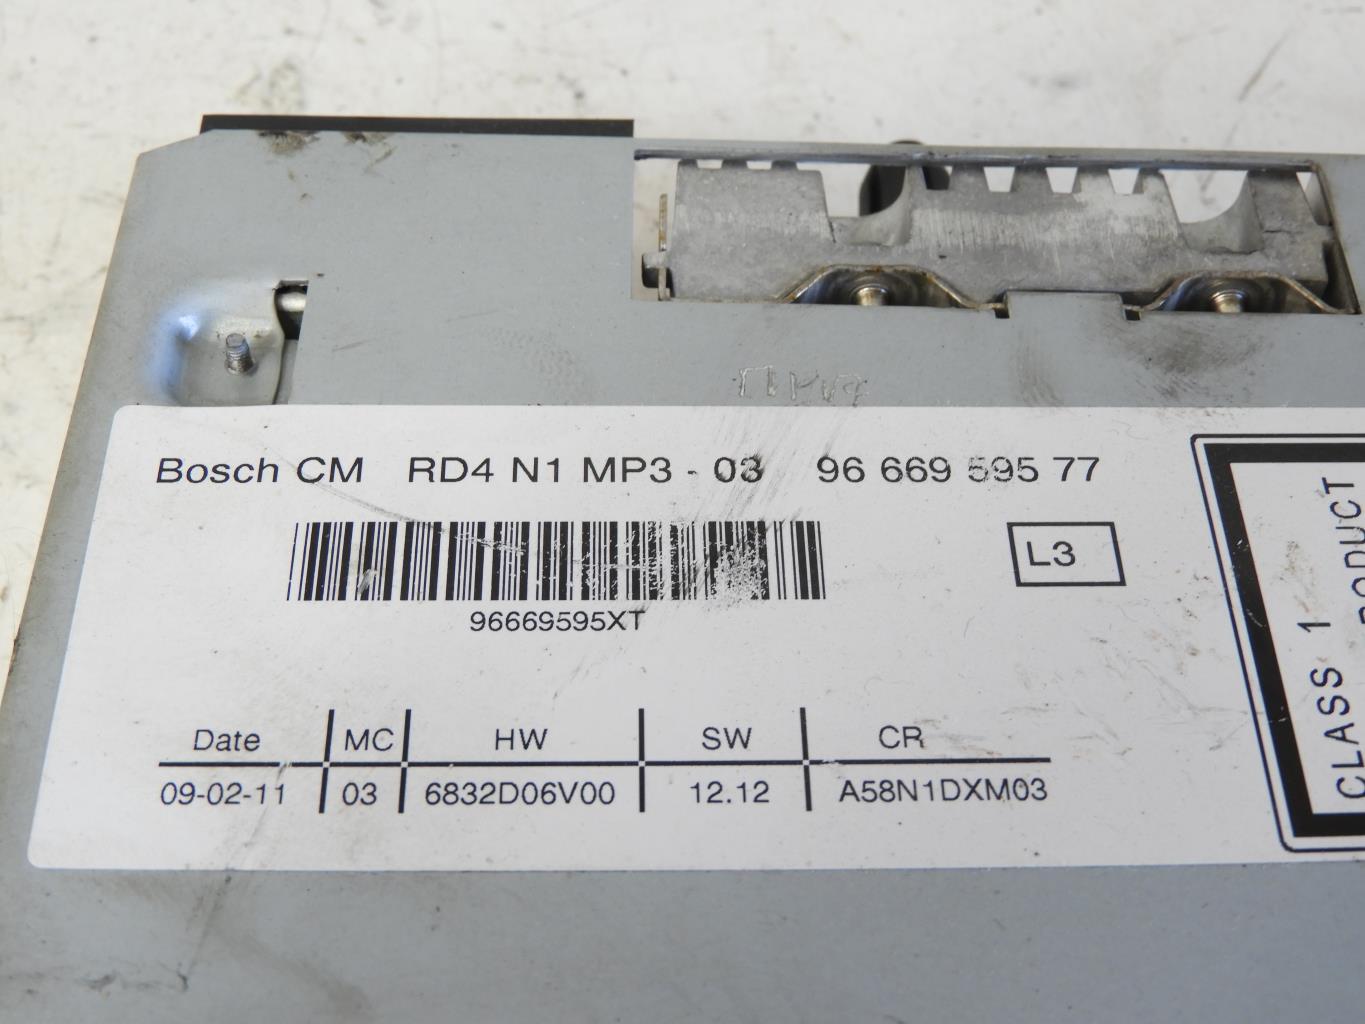 Bosch CM RD4 N1 MP3 - 03 96 669 595 77
96669595XT
L3
Date MC HW SW CR
09-02-11 03 6832D06V00 12.12 A58N1DXM03
CLASS 1